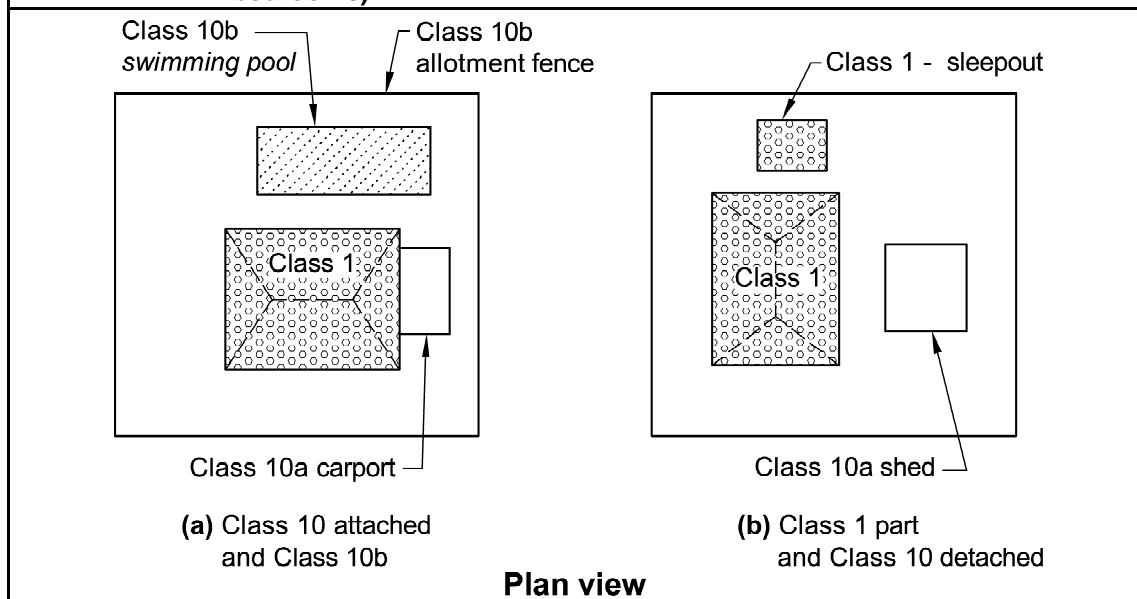 Class 10b
swimming pool
Class 10b
allotment fence
Class 1
Class 10a carport
(a) Class 10 attached
and Class 10b
Class 1 - sleepout
Class 1
Class 10a shed
(b) Class 1 part
and Class 10 detached
Plan view